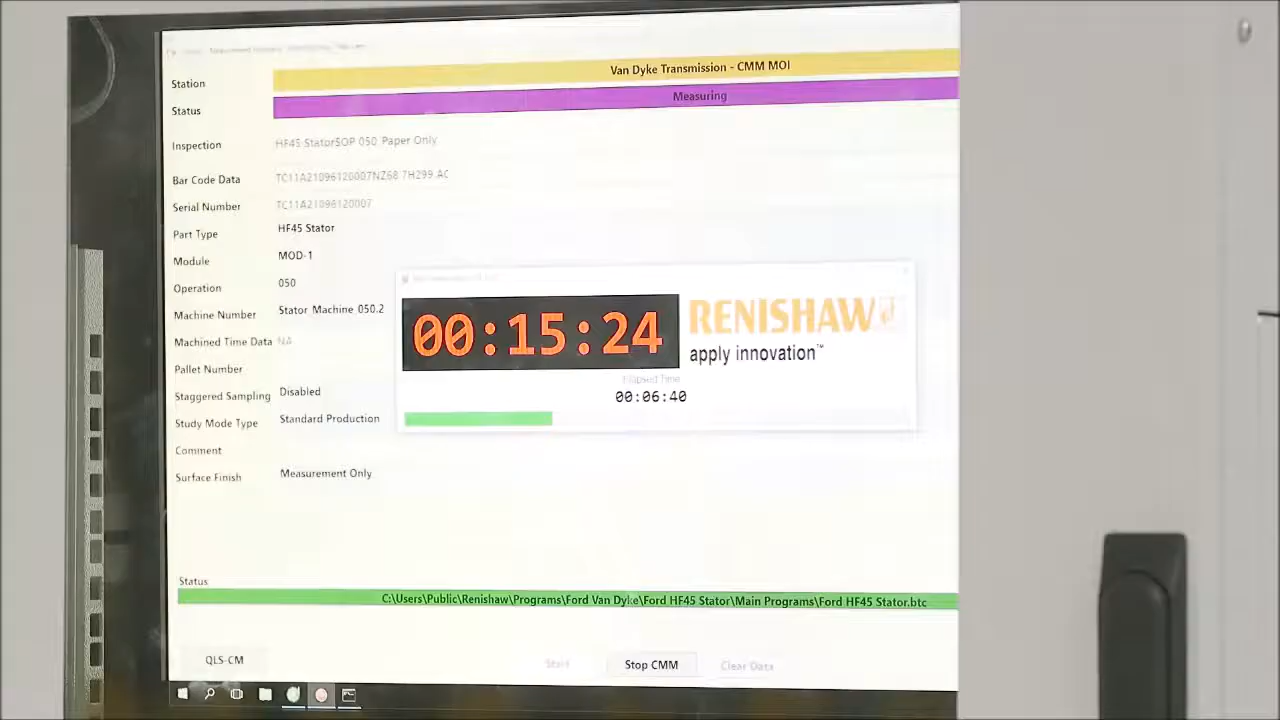 Station
Van Dyke Transmission - CMM MOI
Status
Measuring
Inspection
HF45 StatorSOP 050 Paper Only
Bar Code Data
Serial Number
Part Type
HF45 Stator
Module
MOD-1
Operation
050
Machine Number
Stator Machine 050.2
Machined Time Data
NA
Pallet Number
Staggered Sampling
Disabled
Study Mode Type
Standard Production
Comment
Surface Finish
Measurement Only
00:15:24
RENISHAW
apply innovation™
Elapsed Time
00:06:40
Status
C:\Users\Public\Renishaw\Programs\Ford Van Dyke\Ford HF45 Stator\Main Programs\Ford HF45 Stator.btc
QLS-CM
Start
Stop CMM
Clear Data